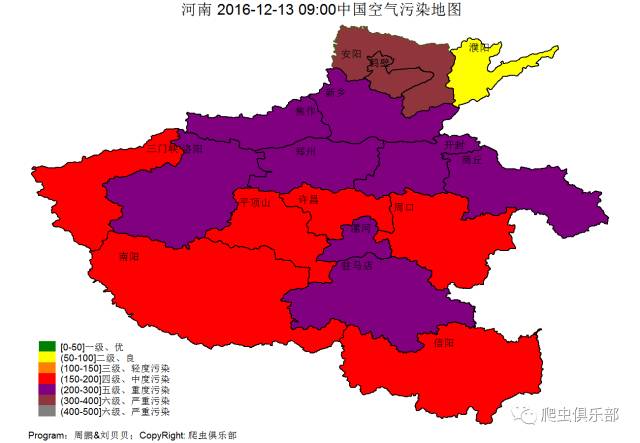 河南 2016-12-13 09:00中国空气污染地图
安阳
鹤壁
濮阳
新乡
焦作
三门峡
洛阳
郑州
开封
商丘
平顶山
许昌
周口
漯河
南阳
驻马店
信阳
[0-50]一级、优
(50-100]二级、良
(100-150]三级、轻度污染
(150-200]四级、中度污染
(200-300]五级、重度污染
(300-400]六级、严重污染
(400-500]六级、严重污染
Program：周鹏&刘贝贝；CopyRight: 爬虫俱乐部
爬虫俱乐部